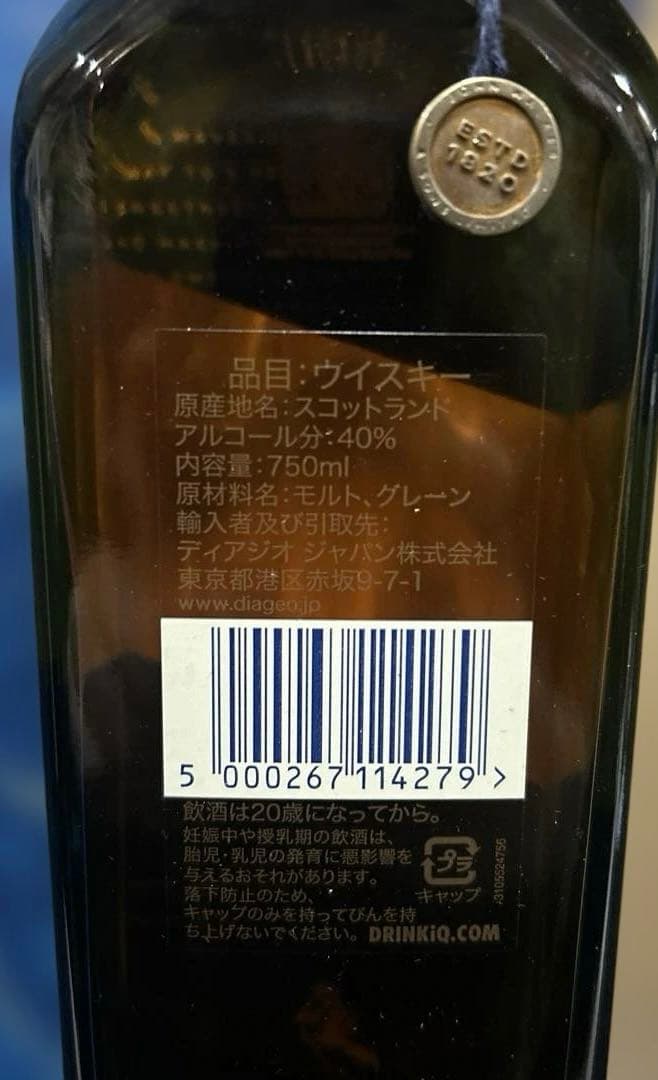 ESTD
1820
品目:ウイスキー
原産地名:スコットランド
アルコール分:40%
内容量:750ml
原材料名:モルト、グレーン
輸入者及び引取先:
ディアジオ ジャパン株式会社
東京都港区赤坂9-7-1
www.diageo.jp
5 000267 114279 >
飲酒は20歳になってから。
妊娠中や授乳期の飲酒は、
胎児・乳児の発育に悪影響を
与えるおそれがあります。
落下防止のため、
キャップのみを持ってびんを持
ち上げないでください。
プラ
キャップ
DRINKiQ.COM